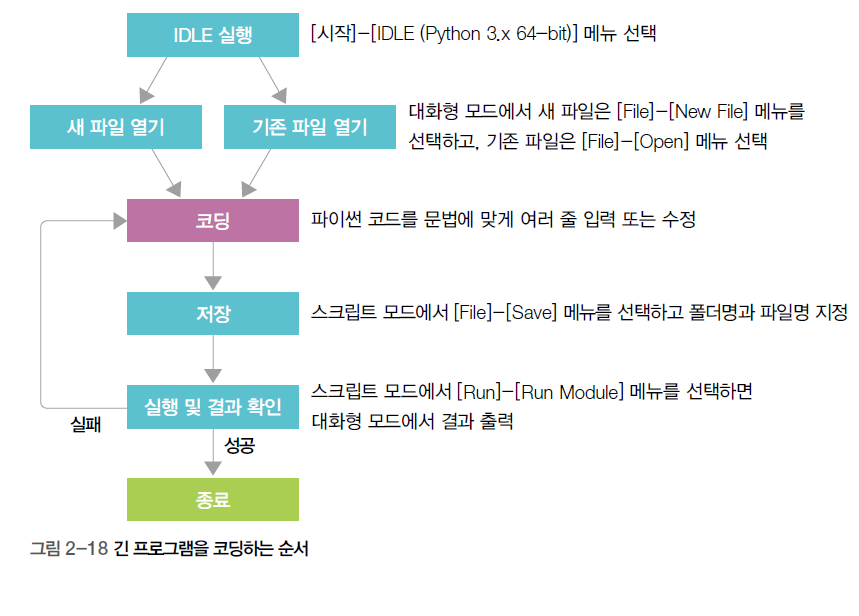 IDLE 실행
[시작]-[IDLE (Python 3.x 64-bit)] 메뉴 선택
새 파일 열기
기존 파일 열기
대화형 모드에서 새 파일은 [File]-[New File] 메뉴를
선택하고, 기존 파일은 [File]-[Open] 메뉴 선택
코딩
파이썬 코드를 문법에 맞게 여러 줄 입력 또는 수정
저장
스크립트 모드에서 [File]-[Save] 메뉴를 선택하고 폴더명과 파일명 지정
실행 및 결과 확인
스크립트 모드에서 [Run]-[Run Module] 메뉴를 선택하면
대화형 모드에서 결과 출력
실패
성공
종료
그림 2-18 긴 프로그램을 코딩하는 순서